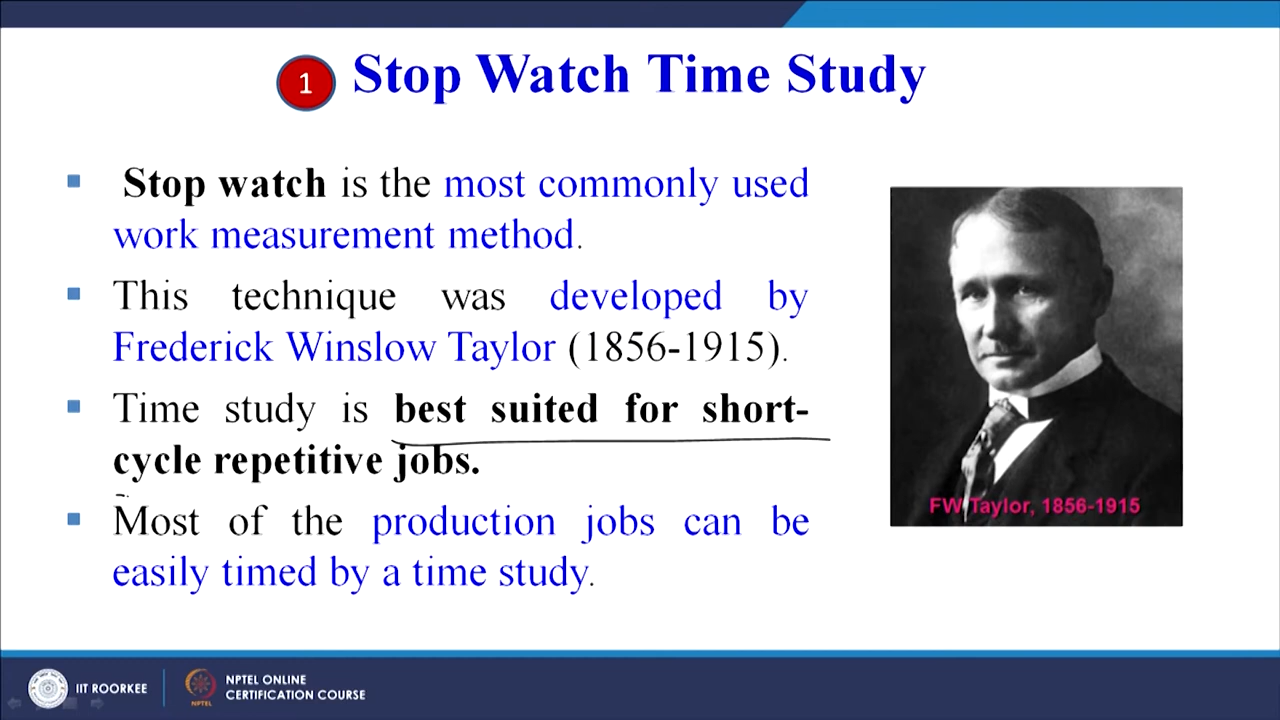 1 Stop Watch Time Study
Stop watch is the most commonly used
work measurement method.
This technique was developed by
Frederick Winslow Taylor (1856-1915).
Time study is best suited for short-
cycle repetitive jobs.
Most of the production jobs can be
easily timed by a time study.
FW Taylor, 1856-1915
IIT ROORKEE
NPTEL
NPTEL ONLINE
CERTIFICATION COURSE